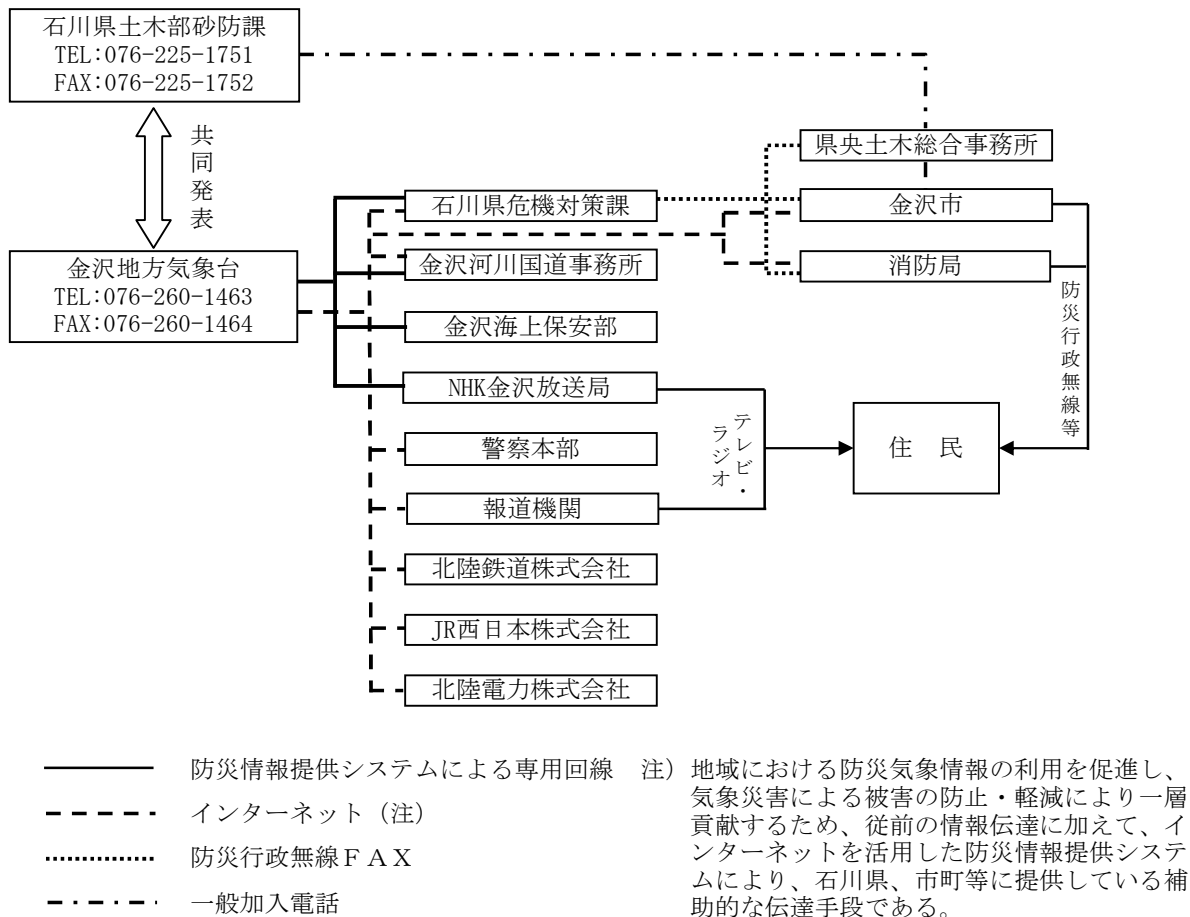 石川県土木部砂防課
TEL:076-225-1751
FAX:076-225-1752
共同発表
県央土木総合事務所
石川県危機対策課
金沢市
金沢地方気象台
TEL:076-260-1463
FAX:076-260-1464
金沢河川国道事務所
消防局
防災行政無線等
金沢海上保安部
NHK金沢放送局
テレビ・
ラジオ
住 民
警察本部
報道機関
北陸鉄道株式会社
JR西日本株式会社
北陸電力株式会社
防災情報提供システムによる専用回線
インターネット（注）
防災行政無線ＦＡＸ
一般加入電話
注）地域における防災気象情報の利用を促進し、
気象災害による被害の防止・軽減により一層
貢献するため、従前の情報伝達に加えて、イ
ンターネットを活用した防災情報提供システ
ムにより、石川県、市町等に提供している補
助的な伝達手段である。